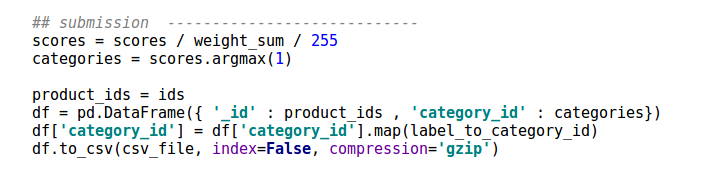 ## submission  ----------------------------
scores = scores / weight_sum / 255
categories = scores.argmax(1)
product_ids = ids
df = pd.DataFrame({ '_id' : product_ids , 'category_id' : categories})
df['category_id'] = df['category_id'].map(label_to_category_id)
df.to_csv(csv_file, index=False, compression='gzip')